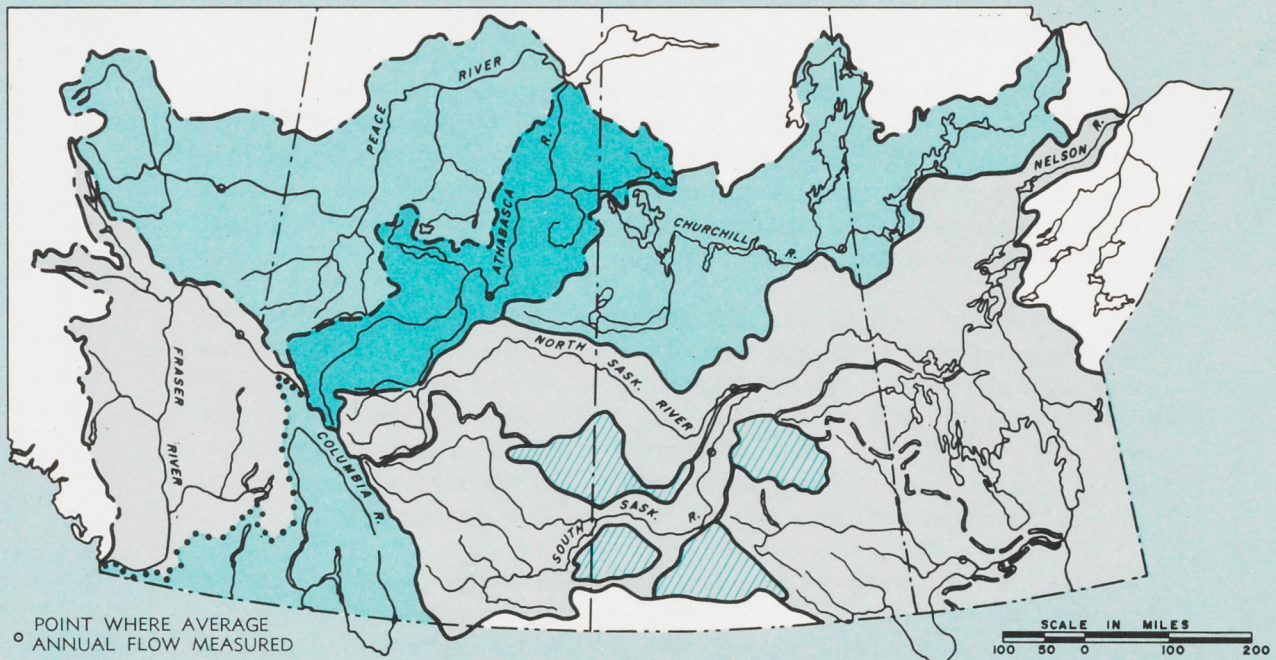 PEACE RIVER
ATHABASCA R.
CHURCHILL R.
NELSON R.
NORTH SASK. RIVER
FRASER RIVER
COLUMBIA R.
SOUTH SASK. R.
POINT WHERE AVERAGE
ANNUAL FLOW MEASURED
SCALE IN MILES
100 50 0 100 200